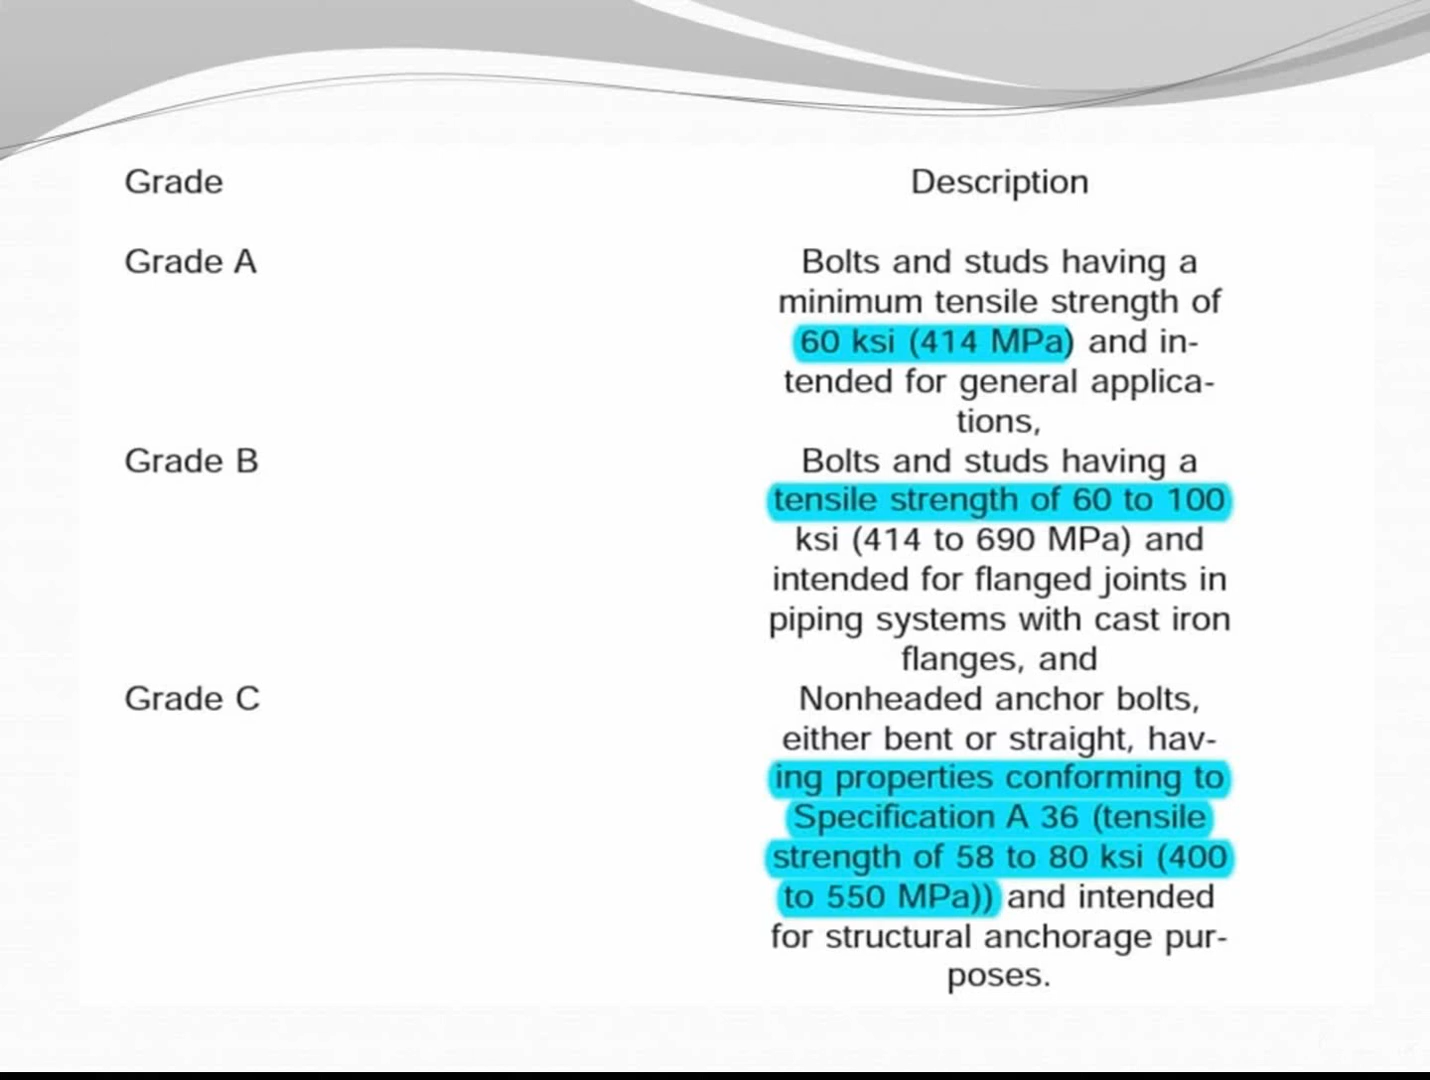 Grade Description
Grade A Bolts and studs having a
minimum tensile strength of
60 ksi (414 MPa) and in-
tended for general applica-
tions,
Grade B Bolts and studs having a
tensile strength of 60 to 100
ksi (414 to 690 MPa) and
intended for flanged joints in
piping systems with cast iron
flanges, and
Grade C Nonheaded anchor bolts,
either bent or straight, hav-
ing properties conforming to
Specification A 36 (tensile
strength of 58 to 80 ksi (400
to 550 MPa)) and intended
for structural anchorage pur-
poses.